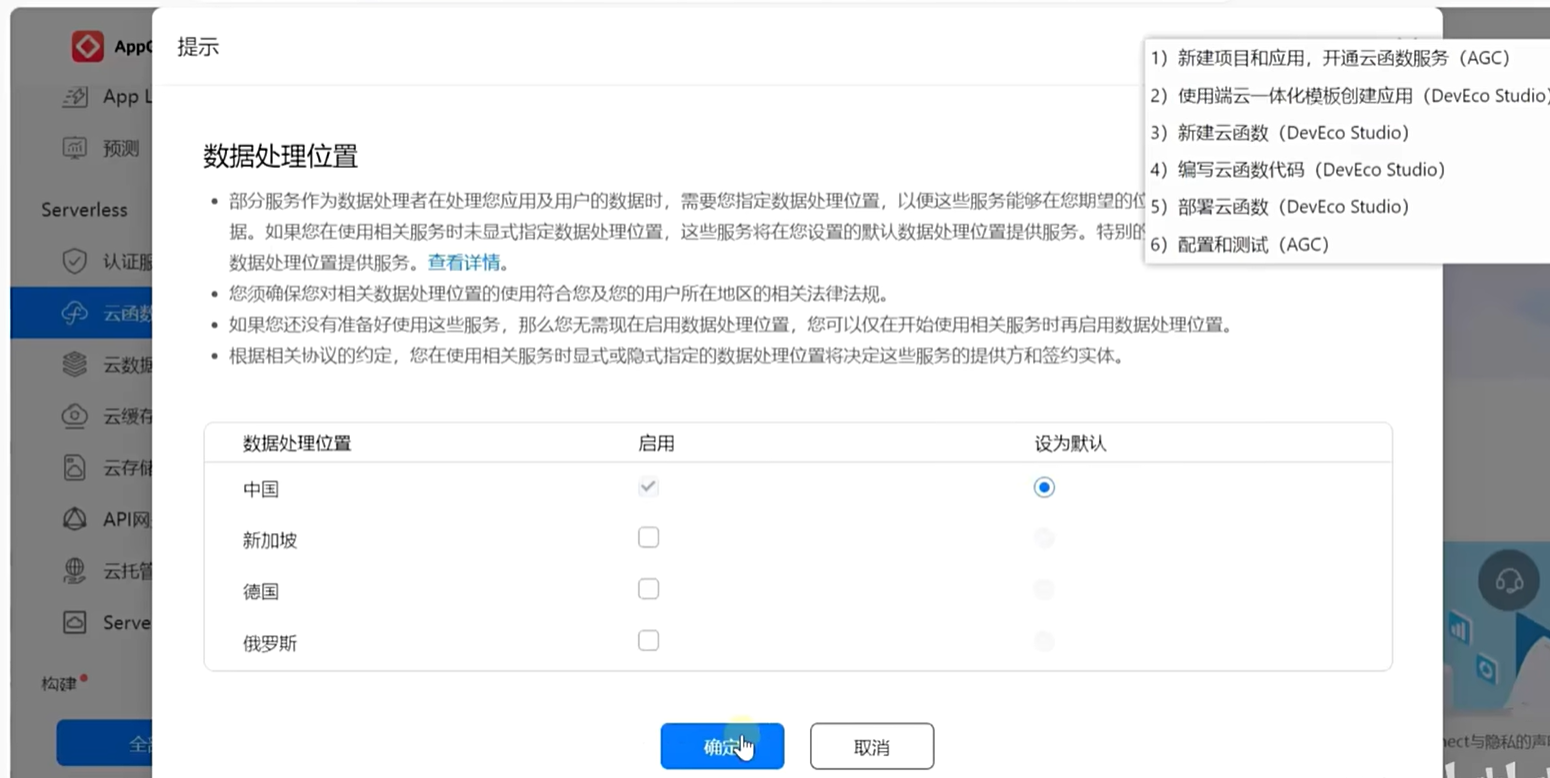 AppG
提示
App L
预测
Serverless
认证服
云函数
云数据
云缓存
云存储
API网
云托管
Serve
构建
全部
数据处理位置
部分服务作为数据处理者在处理您应用及用户的数据时，需要您指定数据处理位置，以便这些服务能够在您期望的位
据。如果您在使用相关服务时未显式指定数据处理位置，这些服务将在您设置的默认数据处理位置提供服务。特别的
数据处理位置提供服务。查看详情。
您须确保您对相关数据处理位置的使用符合您及您的用户所在地区的相关法律法规。
如果您还没有准备好使用这些服务，那么您无需现在启用数据处理位置，您可以仅在开始使用相关服务时再启用数据处理位置。
根据相关协议的约定，您在使用相关服务时显式或隐式指定的数据处理位置将决定这些服务的提供方和签约实体。
数据处理位置 启用 设为默认
中国
新加坡
德国
俄罗斯
确定 取消
1）新建项目和应用，开通云函数服务（AGC）
2）使用端云一体化模板创建应用（DevEco Studio）
3）新建云函数（DevEco Studio）
4）编写云函数代码（DevEco Studio）
5）部署云函数（DevEco Studio）
6）配置和测试（AGC）
nect与隐私的声